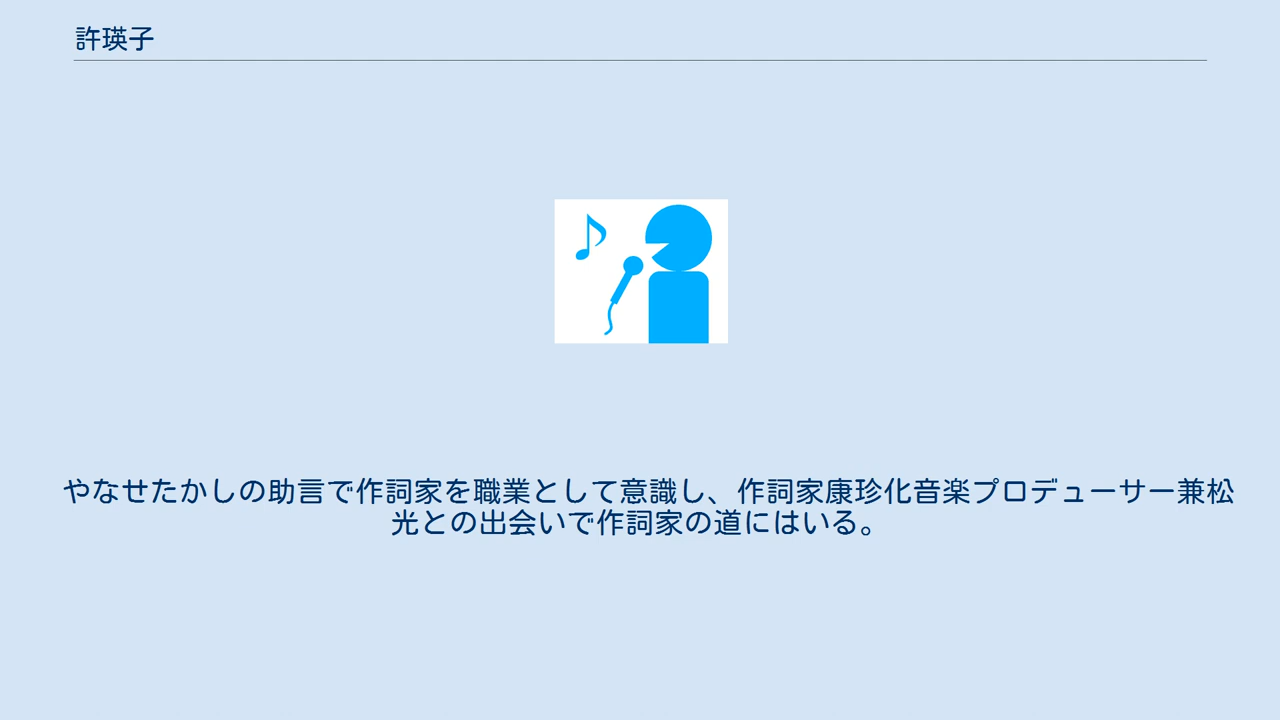 許瑛子
やなせたかしの助言で作詞家を職業として意識し、作詞家康珍化音楽プロデューサー兼松
光との出会いで作詞家の道にはいる。